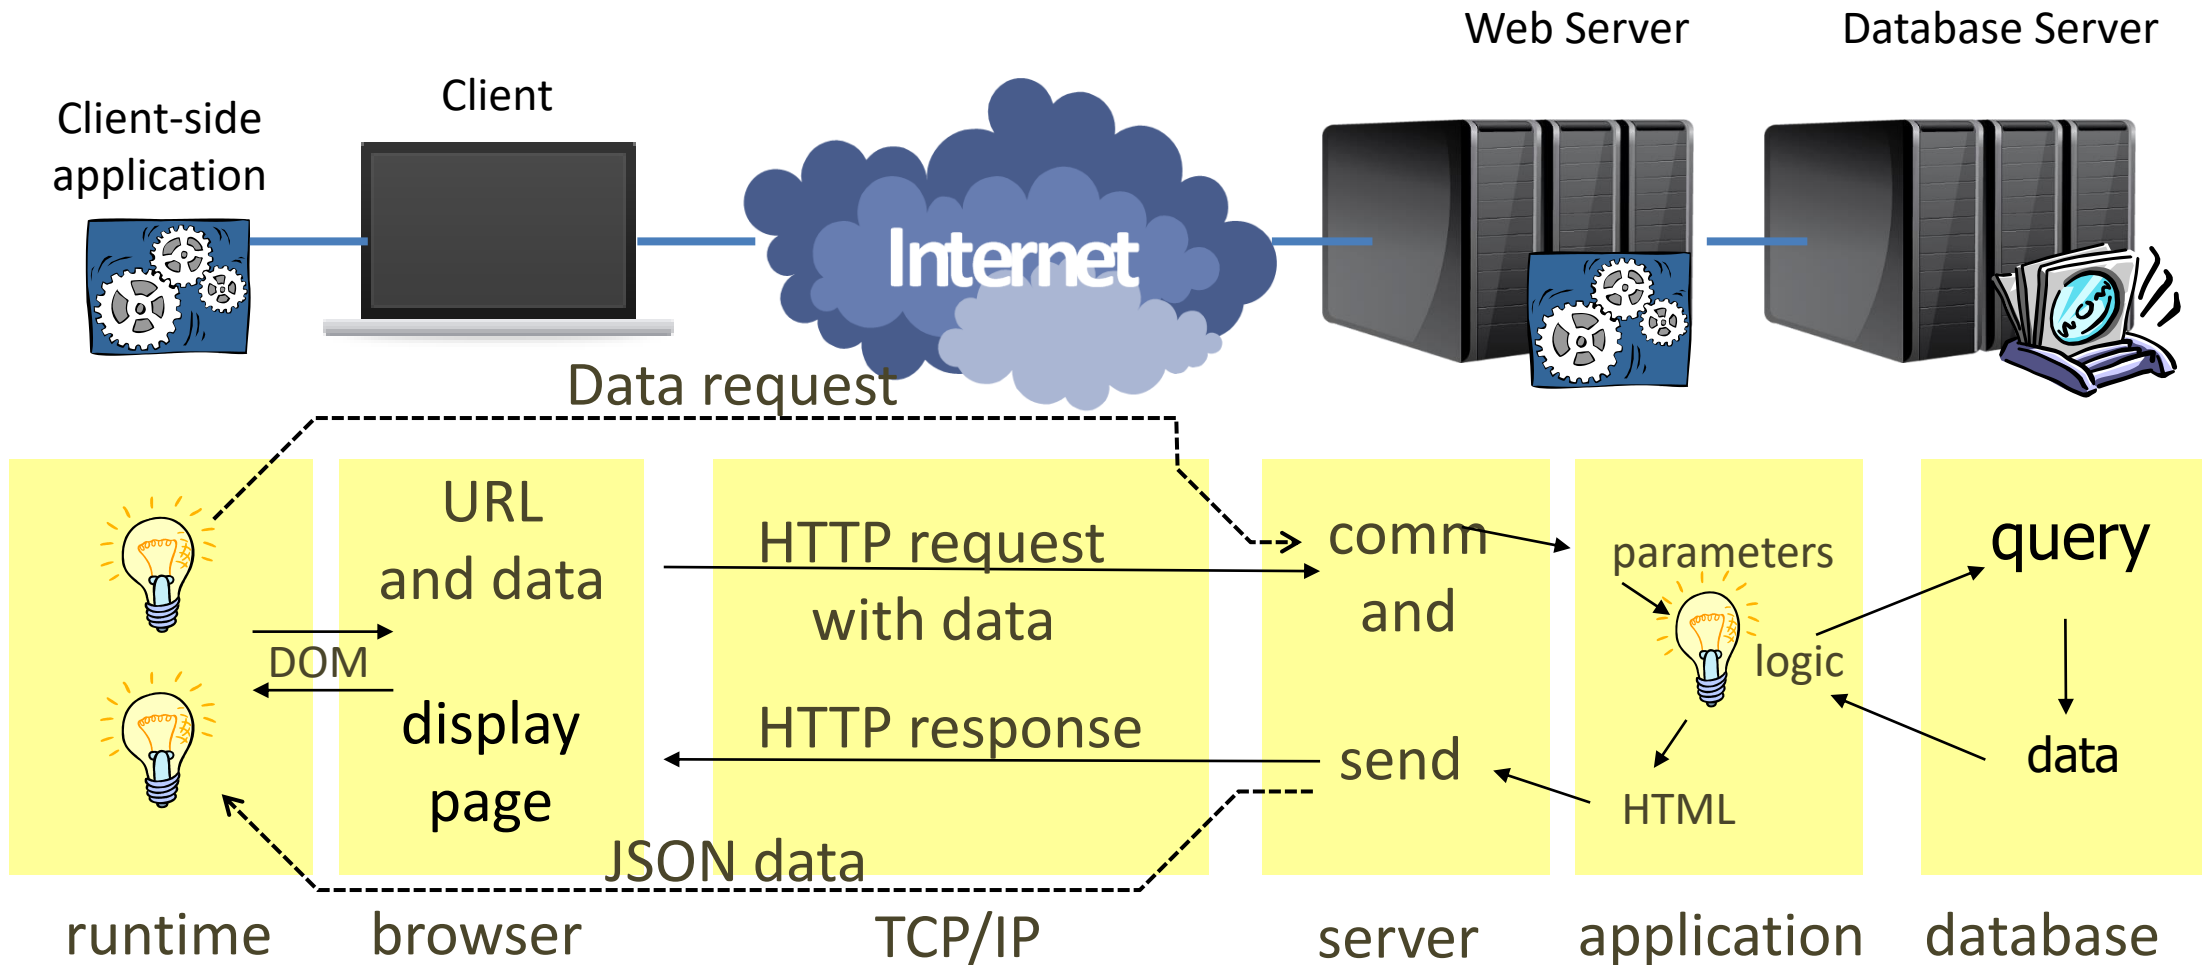 Web Server
Database Server
Client
Client-side
application
Internet
WOW
Data request
URL
and data
HTTP request
with data
comm
and
parameters
query
DOM
logic
display
page
HTTP response
send
data
HTML
JSON data
runtime
browser
TCP/IP
server
application
database